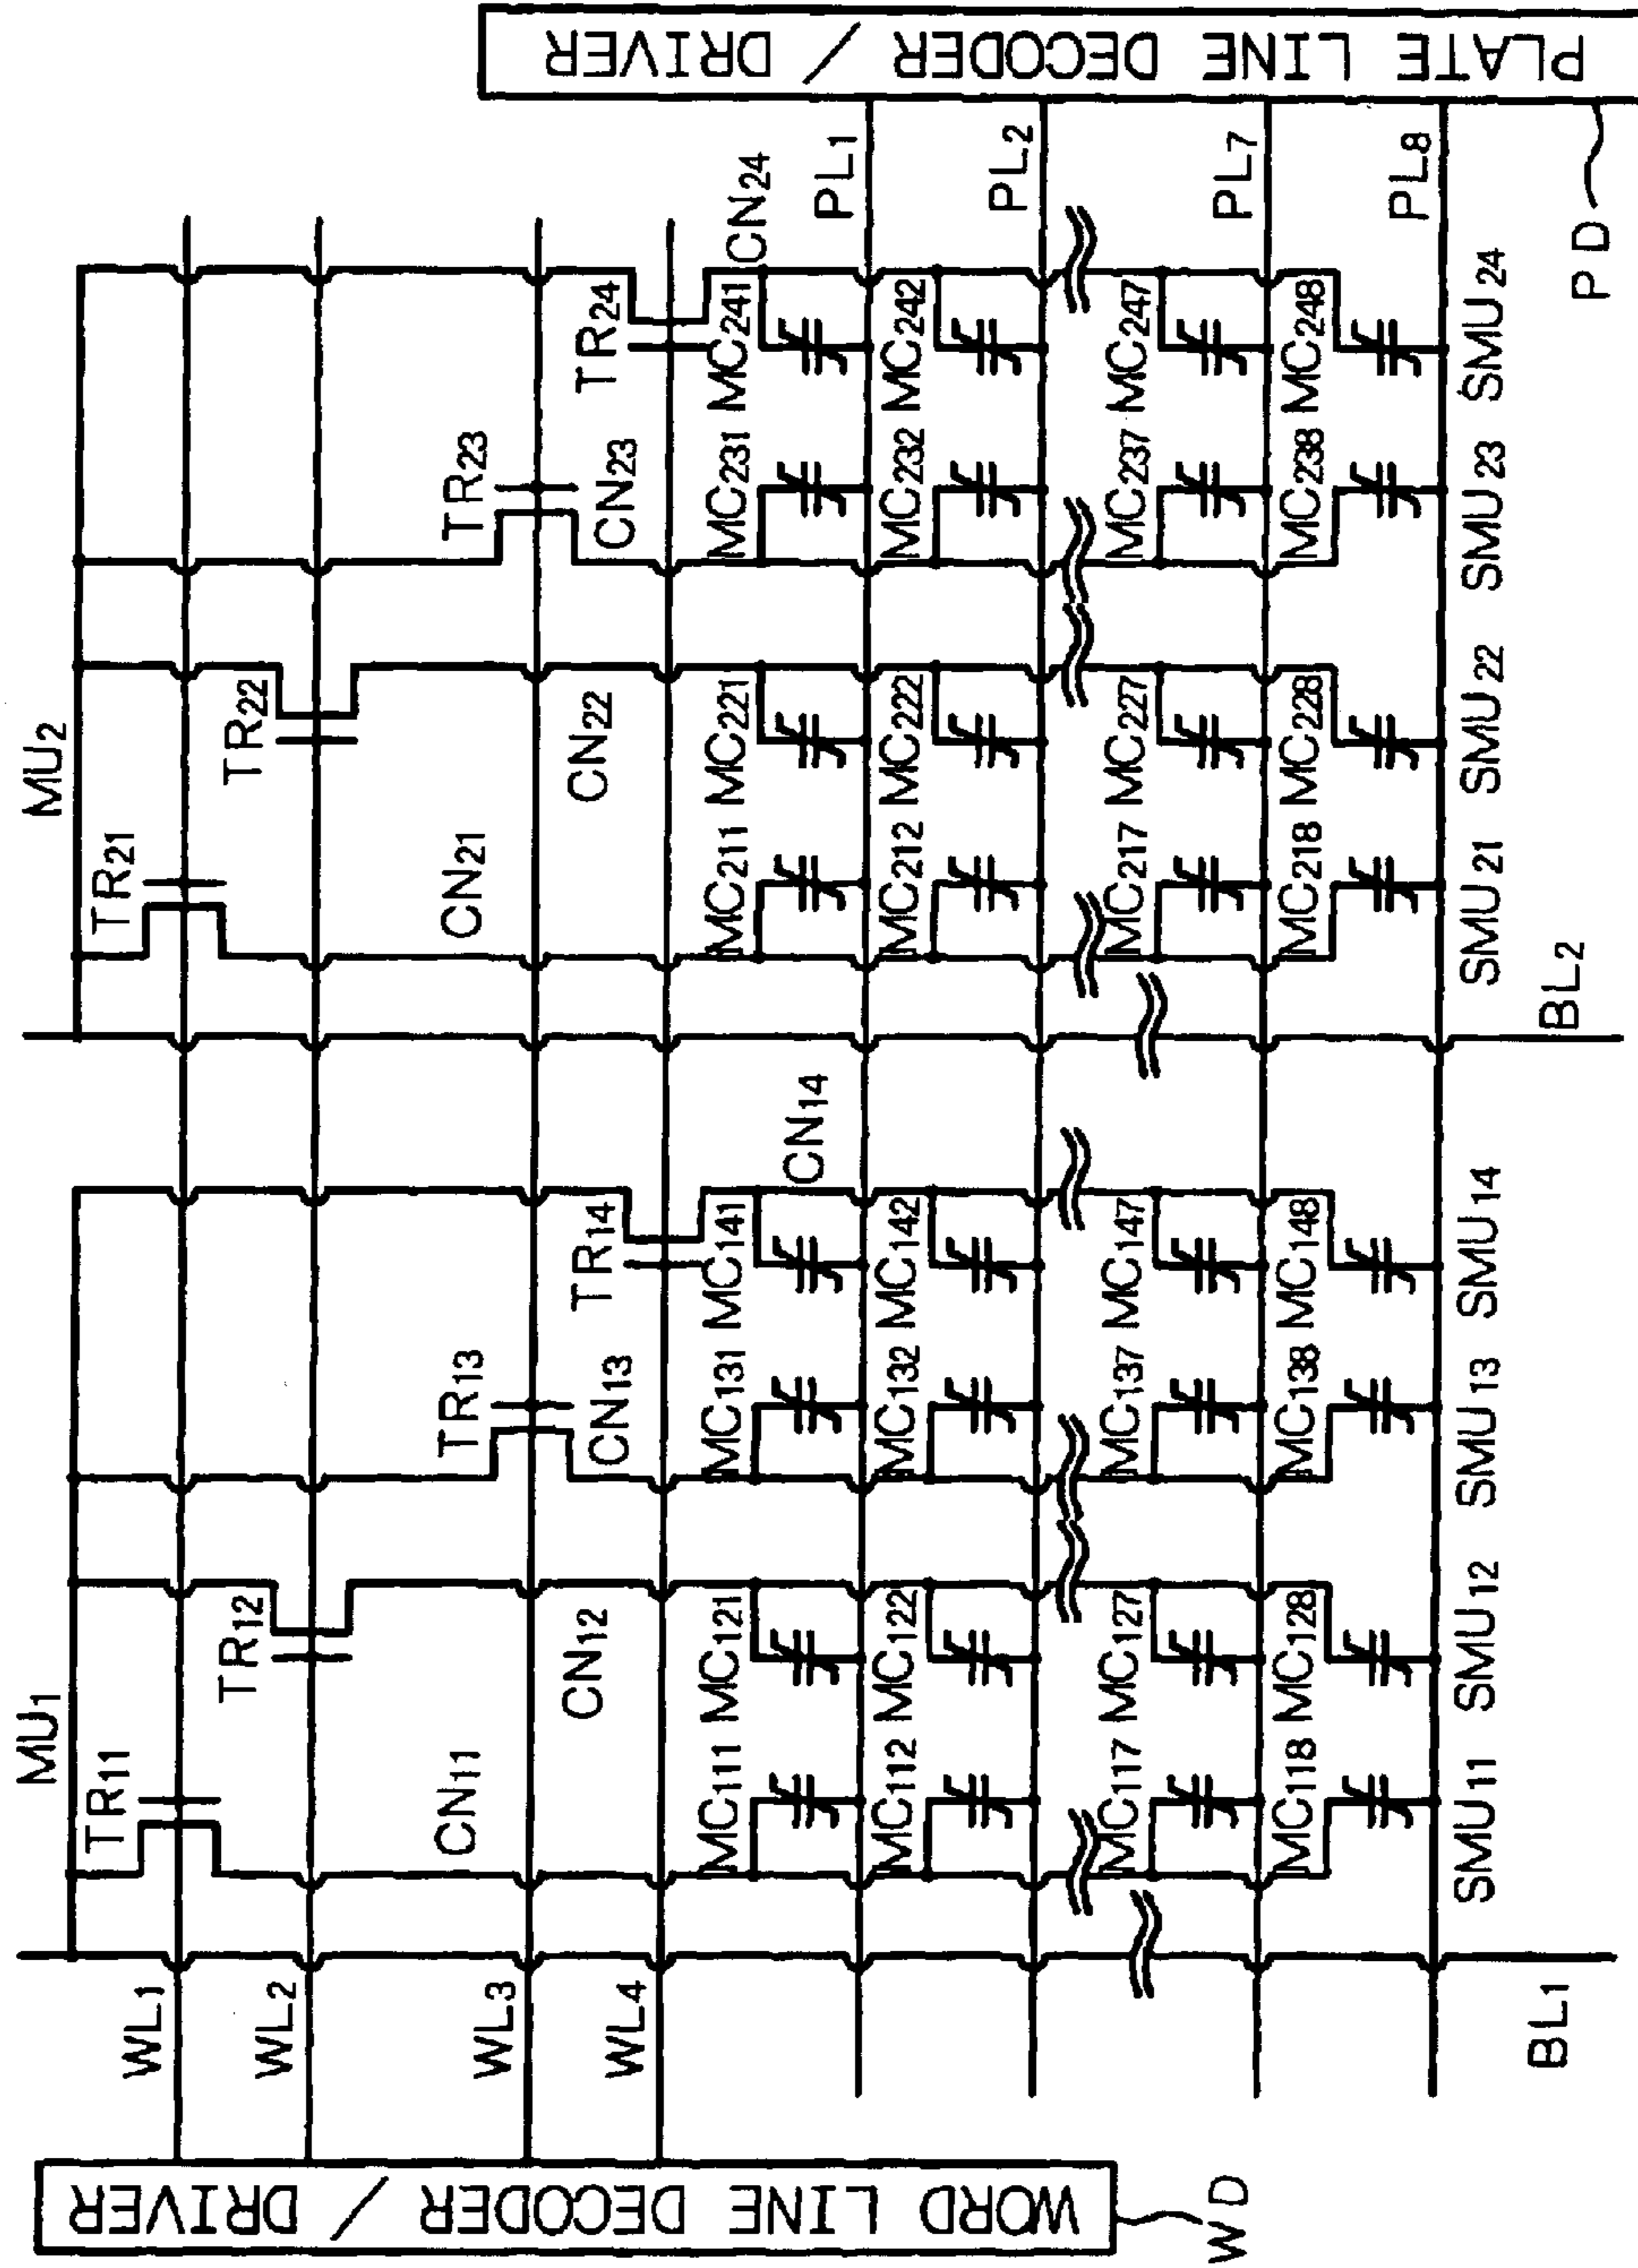 WORD LINE DECODER / DRIVER
WD
WL1
WL2
WL3
WL4
BL1
MU1
TR11
TR12
TR13
TR14
CN11
CN12
CN13
CN14
MC111 MC121 MC131 MC141
MC112 MC122 MC132 MC142
MC117 MC127 MC137 MC147
MC118 MC128 MC138 MC148
SMU11 SMU12 SMU13 SMU14
BL2
MU2
TR21
TR22
TR23
TR24
CN21
CN22
CN23
CN24
MC211 MC221 MC231 MC241
MC212 MC222 MC232 MC242
MC217 MC227 MC237 MC247
MC218 MC228 MC238 MC248
SMU21 SMU22 SMU23 SMU24
PL1
PL2
PL7
PL8
PLATE LINE DECODER / DRIVER
PD